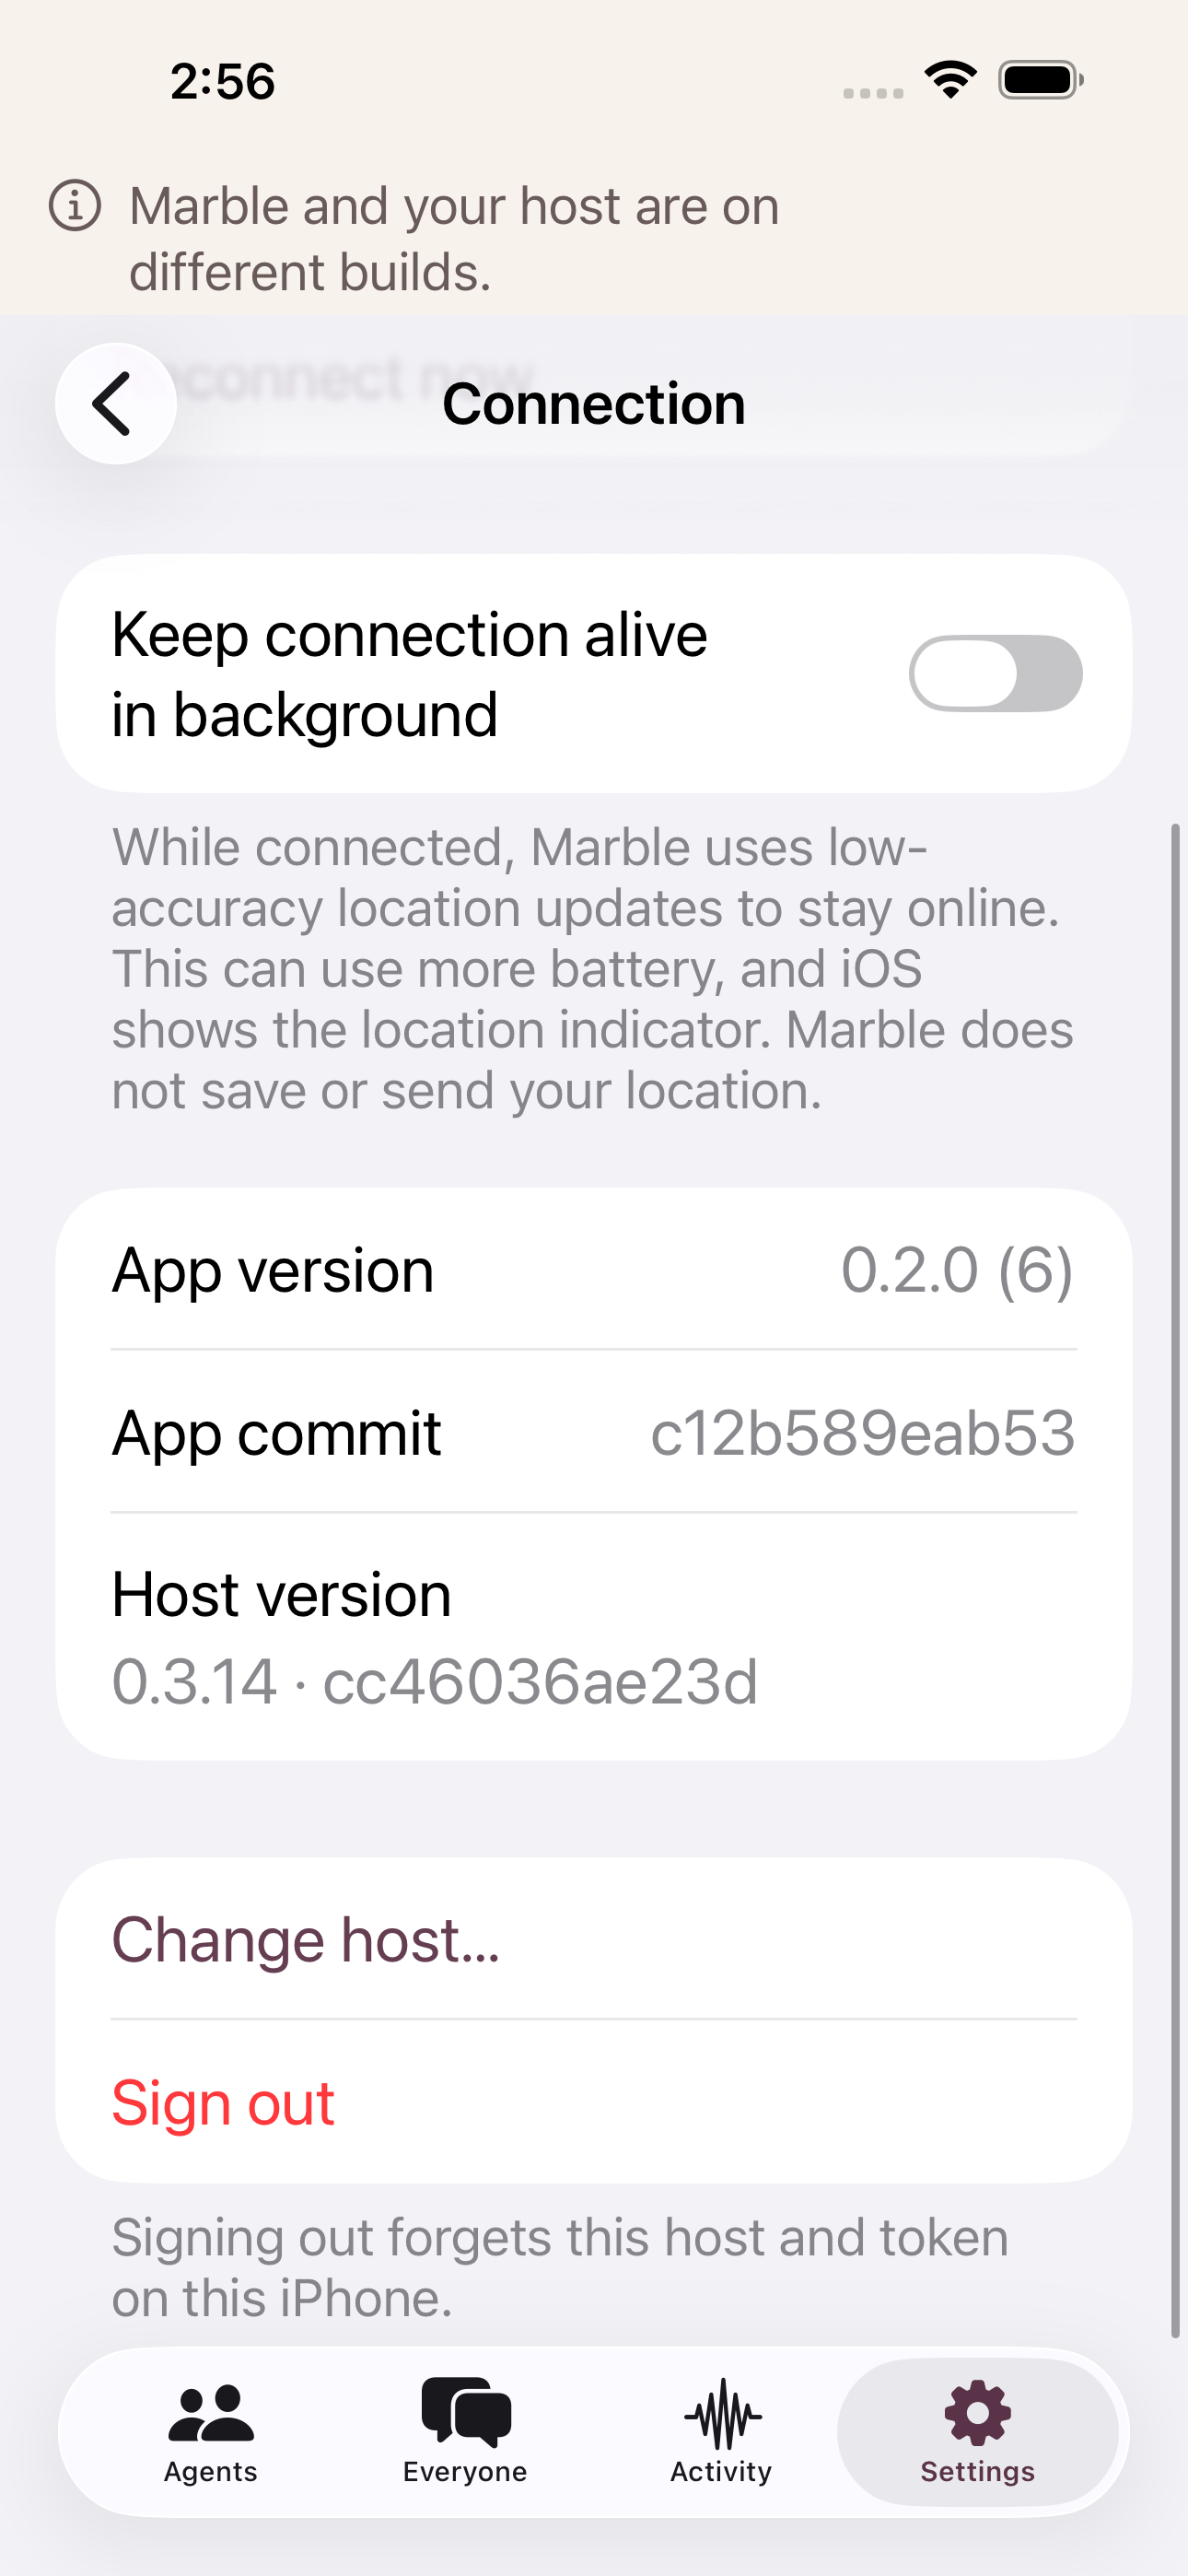 2:56
Marble and your host are on
different builds.
Connection
Keep connection alive
in background
While connected, Marble uses low-
accuracy location updates to stay online.
This can use more battery, and iOS
shows the location indicator. Marble does
not save or send your location.
App version 0.2.0 (6)
App commit c12b589eab53
Host version
0.3.14 · cc46036ae23d
Change host...
Sign out
Signing out forgets this host and token
on this iPhone.
Agents Everyone Activity Settings